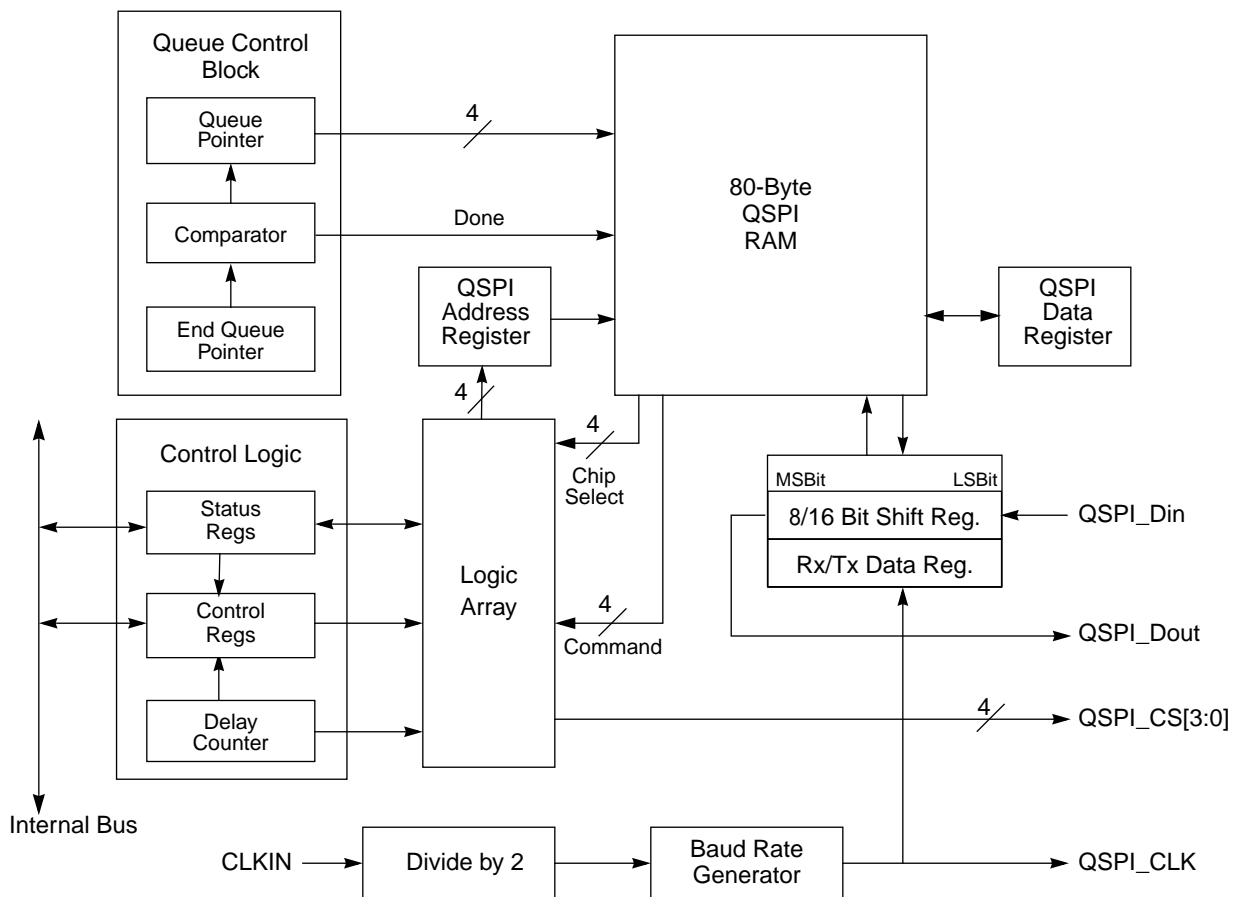 Queue Control
Block
Queue
Pointer
4
Comparator
Done
End Queue
Pointer
80-Byte
QSPI
RAM
QSPI
Address
Register
QSPI
Data
Register
4
Control Logic
Status
Regs
Control
Regs
Delay
Counter
Internal Bus
Logic
Array
4
Chip
Select
4
Command
MSBit
LSBit
8/16 Bit Shift Reg.
Rx/Tx Data Reg.
QSPI_Din
QSPI_Dout
4
QSPI_CS[3:0]
CLKIN
Divide by 2
Baud Rate
Generator
QSPI_CLK